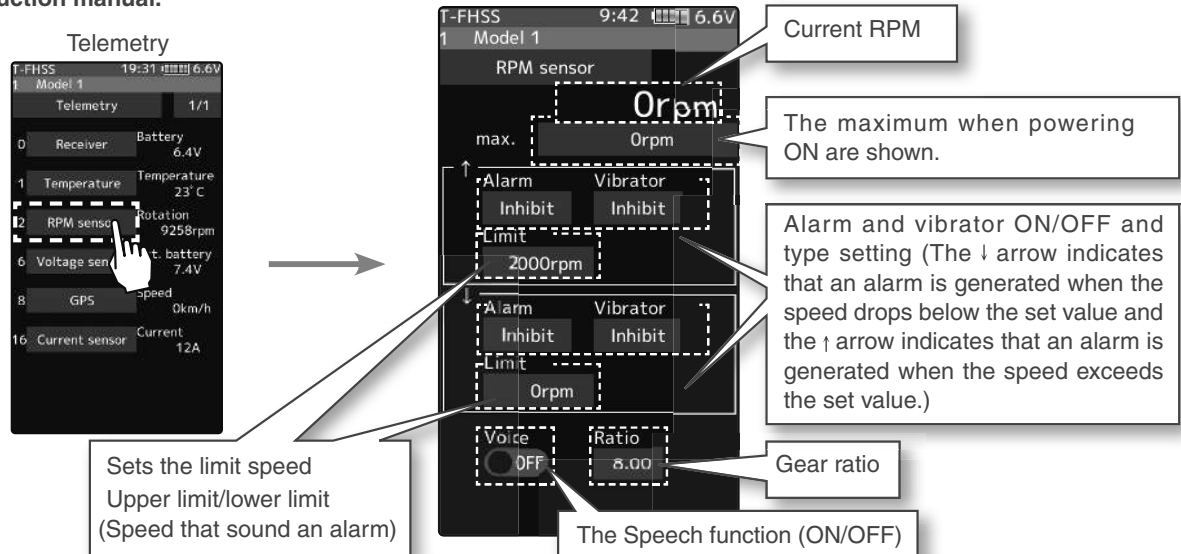 uction manual.
Telemetry
T-FHSS 19:31 6.6V
1 Model 1
Telemetry 1/1
0 Receiver Battery
6.4V
1 Temperature Temperature
23°C
2 RPM senso Rotation
9258rpm
6 Voltage sen t. battery
7.4V
8 GPS Speed
0km/h
16 Current sensor Current
12A
T-FHSS 9:42 6.6V
1 Model 1
RPM sensor
0rpm
max. 0rpm
↑ Alarm Vibrator
Inhibit Inhibit
Limit
2000rpm
↓ Alarm Vibrator
Inhibit Inhibit
Limit
0rpm
Voice Ratio
OFF 8.00
Current RPM
The maximum when powering
ON are shown.
Alarm and vibrator ON/OFF and
type setting (The ↓ arrow indicates
that an alarm is generated when the
speed drops below the set value and
the ↑ arrow indicates that an alarm is
generated when the speed exceeds
the set value.)
Gear ratio
The Speech function (ON/OFF)
Sets the limit speed
Upper limit/lower limit
(Speed that sound an alarm)